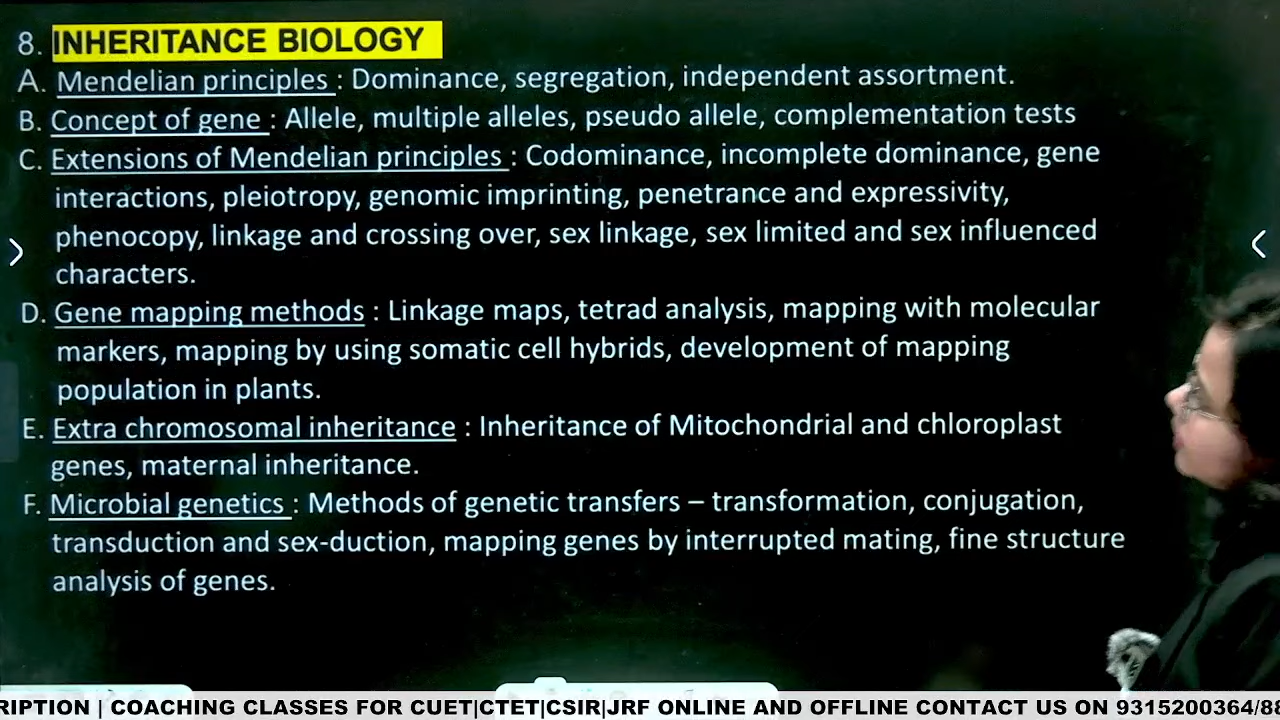 8. INHERITANCE BIOLOGY
A. Mendelian principles : Dominance, segregation, independent assortment.
B. Concept of gene : Allele, multiple alleles, pseudo allele, complementation tests
C. Extensions of Mendelian principles : Codominance, incomplete dominance, gene
interactions, pleiotropy, genomic imprinting, penetrance and expressivity,
phenocopy, linkage and crossing over, sex linkage, sex limited and sex influenced
characters.
D. Gene mapping methods : Linkage maps, tetrad analysis, mapping with molecular
markers, mapping by using somatic cell hybrids, development of mapping
population in plants.
E. Extra chromosomal inheritance : Inheritance of Mitochondrial and chloroplast
genes, maternal inheritance.
F. Microbial genetics : Methods of genetic transfers – transformation, conjugation,
transduction and sex-duction, mapping genes by interrupted mating, fine structure
analysis of genes.
RIPTION | COACHING CLASSES FOR CUET|CTET|CSIR|JRF ONLINE AND OFFLINE CONTACT US ON 9315200364/88